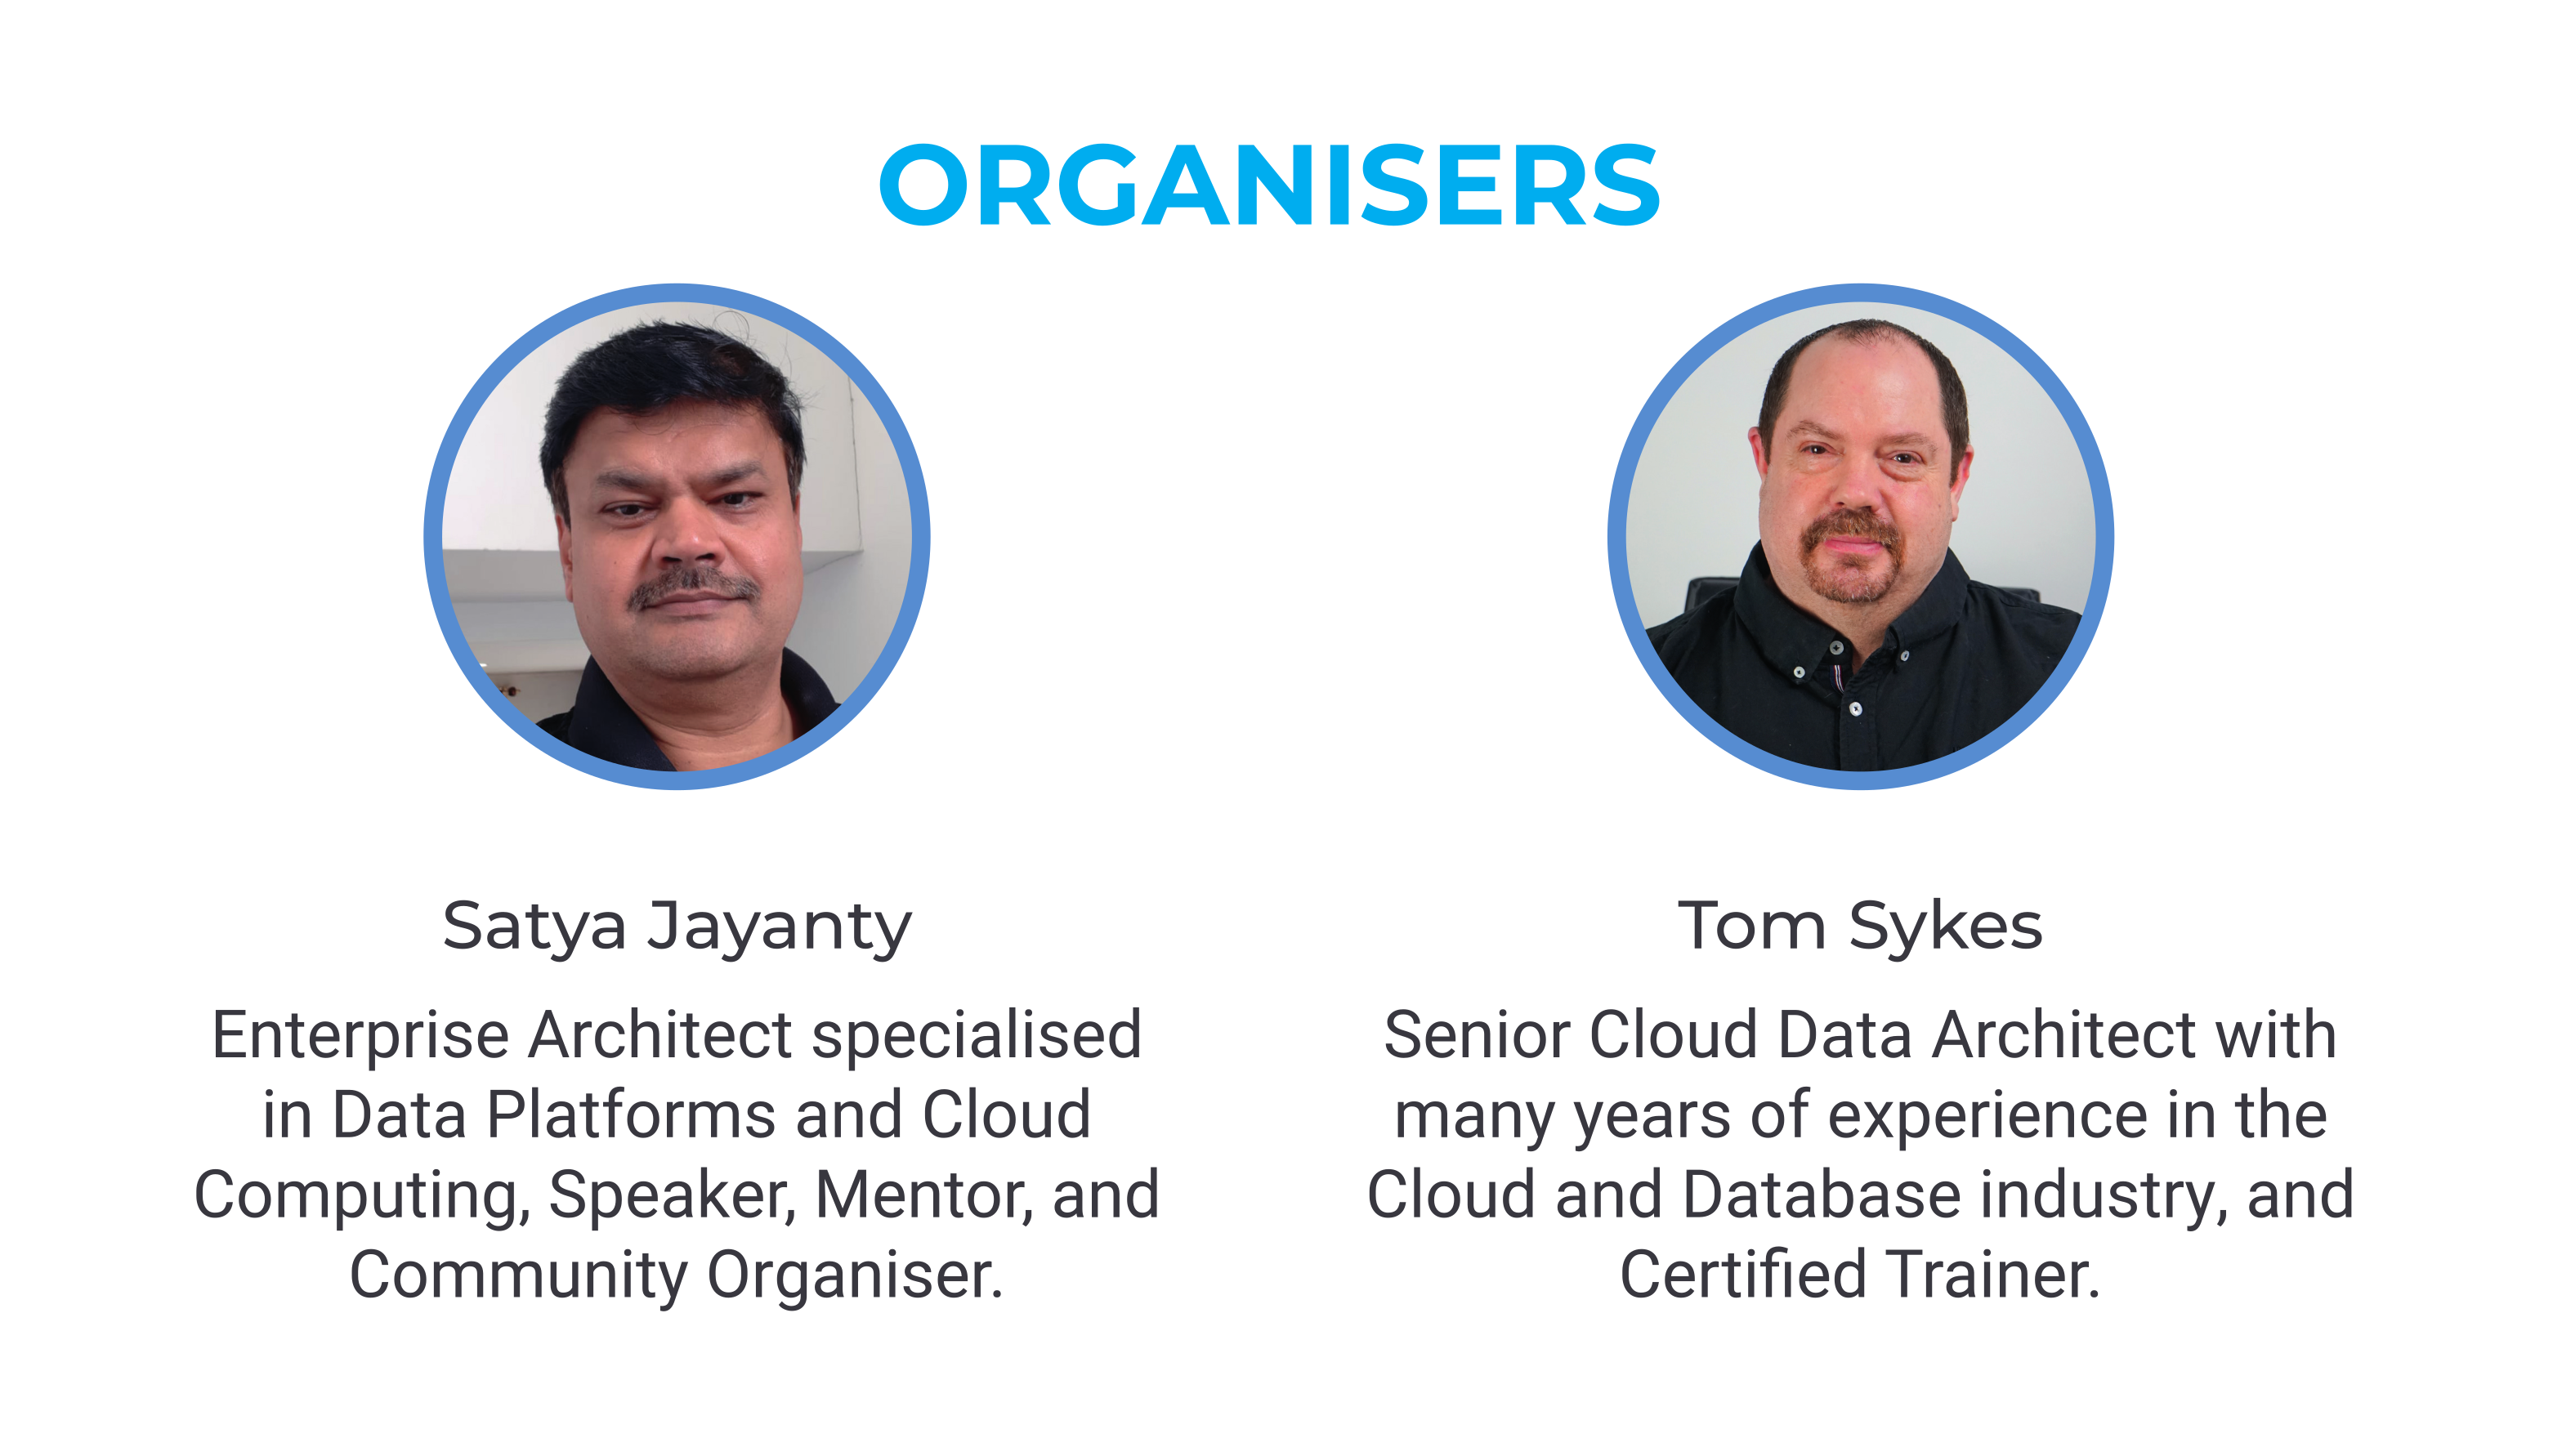 ORGANISERS
Satya Jayanty
Enterprise Architect specialised
in Data Platforms and Cloud
Computing, Speaker, Mentor, and
Community Organiser.
Tom Sykes
Senior Cloud Data Architect with
many years of experience in the
Cloud and Database industry, and
Certified Trainer.